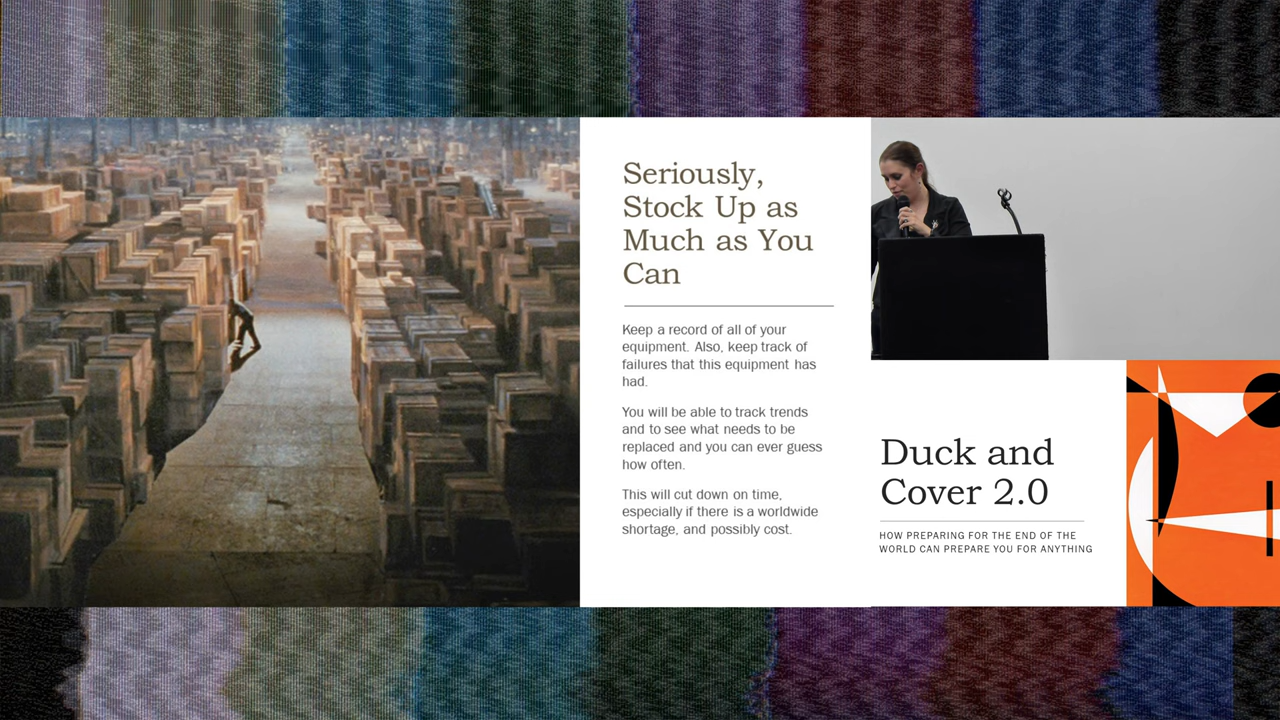 Seriously,
Stock Up as
Much as You
Can
Keep a record of all of your
equipment. Also, keep track of
failures that this equipment has
had.
You will be able to track trends
and to see what needs to be
replaced and you can ever guess
how often.
This will cut down on time,
especially if there is a worldwide
shortage, and possibly cost.
Duck and
Cover 2.0
HOW PREPARING FOR THE END OF THE
WORLD CAN PREPARE YOU FOR ANYTHING